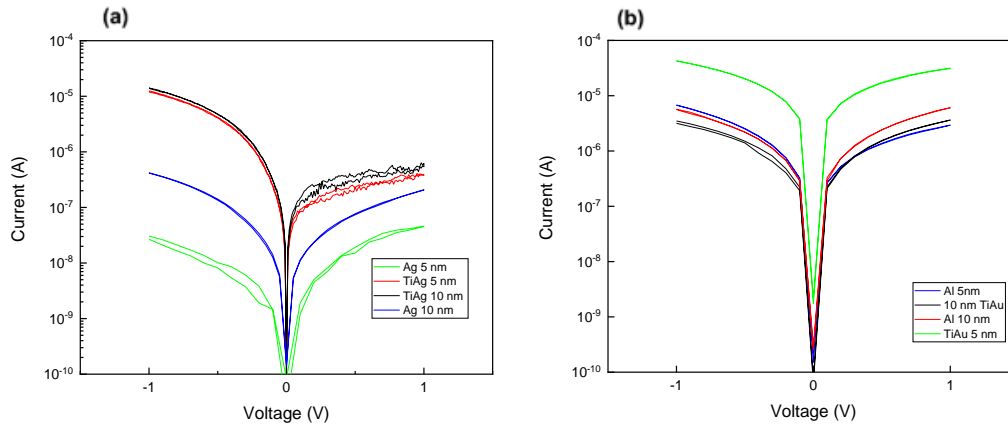 (a)
10⁻⁴
10⁻⁵
10⁻⁶
10⁻⁷
10⁻⁸
10⁻⁹
10⁻¹⁰
Current (A)
-1
0
1
Voltage (V)
Ag 5 nm
TiAg 5 nm
TiAg 10 nm
Ag 10 nm
(b)
10⁻⁴
10⁻⁵
10⁻⁶
10⁻⁷
10⁻⁸
10⁻⁹
10⁻¹⁰
Current (A)
-1
0
1
Voltage (V)
Al 5nm
10 nm TiAu
Al 10 nm
TiAu 5 nm